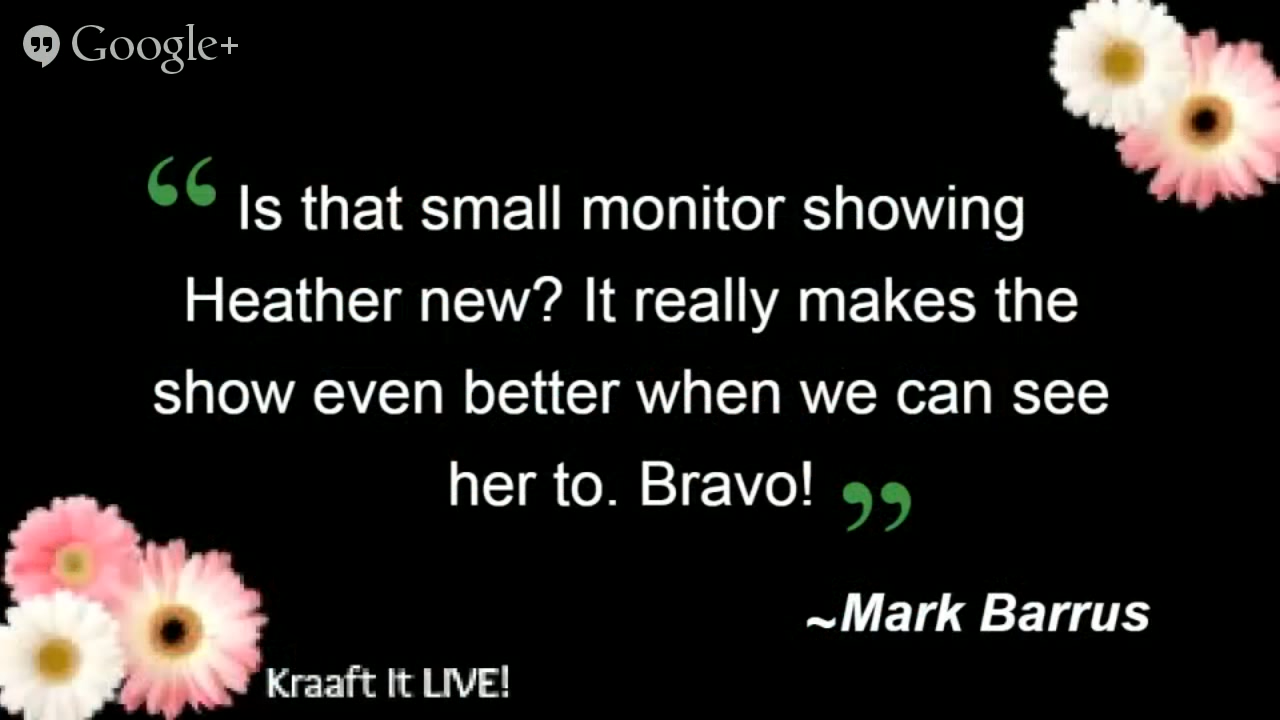 Google+
“ Is that small monitor showing
Heather new? It really makes the
show even better when we can see
her to. Bravo! ”
~Mark Barrus
Kraaft It LIVE!